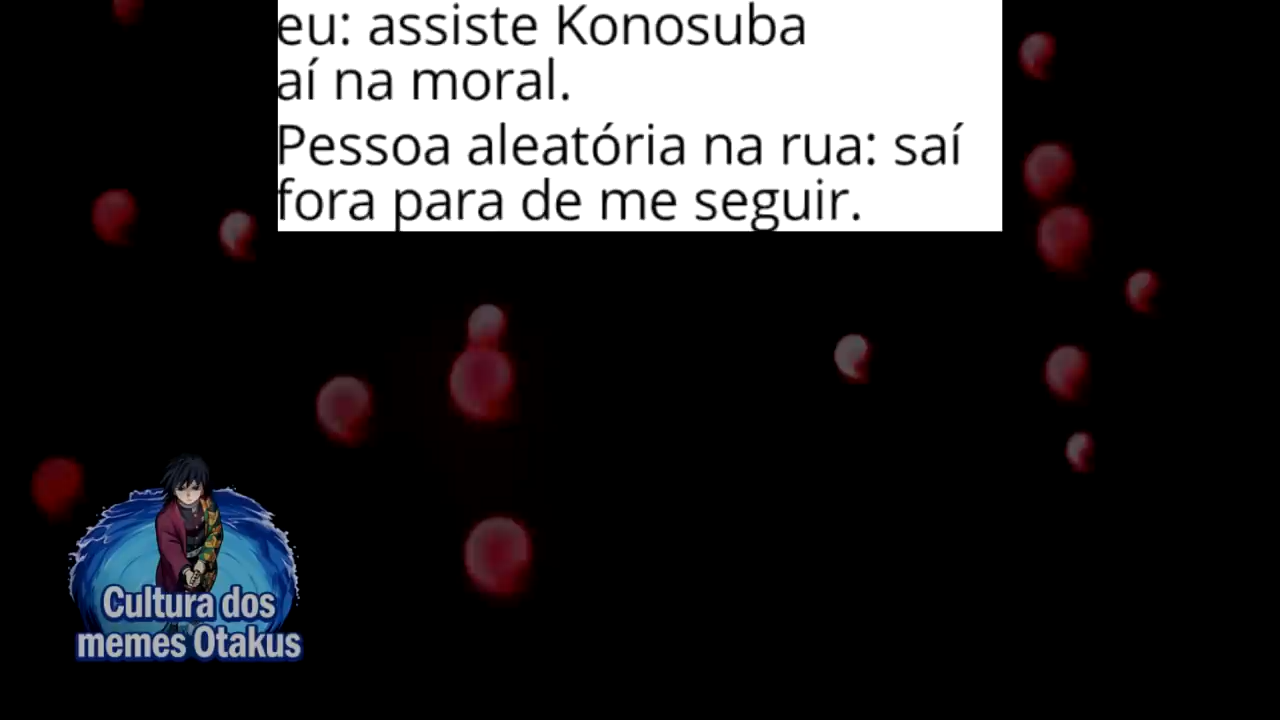 eu: assiste Konosuba
aí na moral.
Pessoa aleatória na rua: saí
fora para de me seguir.
Cultura dos
memes Otakus